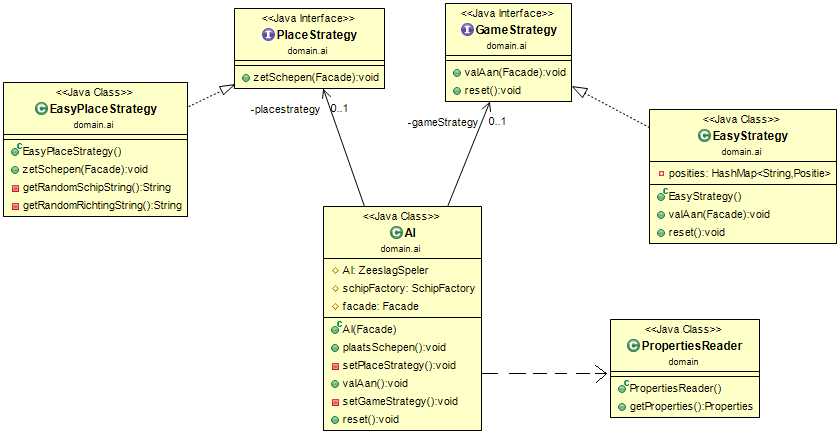 <<Java Interface>>
PlaceStrategy
domain.ai
zetSchepen(Facade):void
<<Java Interface>>
GameStrategy
domain.ai
valAan(Facade):void
reset():void
<<Java Class>>
EasyPlaceStrategy
domain.ai
EasyPlaceStrategy()
zetSchepen(Facade):void
getRandomSchipString():String
getRandomRichtingString():String
-placestrategy
0..1
-gameStrategy
0..1
<<Java Class>>
EasyStrategy
domain.ai
posities: HashMap<String,Positie>
EasyStrategy()
valAan(Facade):void
reset():void
<<Java Class>>
AI
domain.ai
AI: ZeeslagSpeler
schipFactory: SchipFactory
facade: Facade
AI(Facade)
plaatsSchepen():void
setPlaceStrategy():void
valAan():void
setGameStrategy():void
reset():void
<<Java Class>>
PropertiesReader
domain
PropertiesReader()
getProperties():Properties